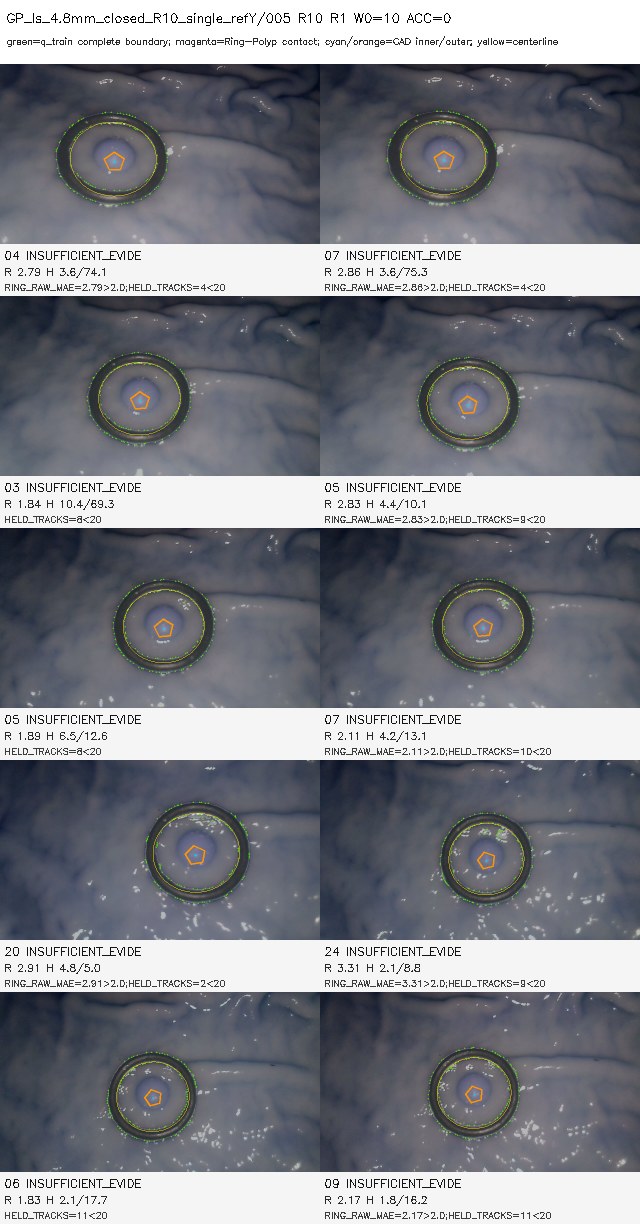 GP_Is_4.8mm_closed_R10_single_refY/005 R10 R1 W0=10 ACC=0
green=q_train complete boundary; magenta=Ring-Polyp contact; cyan/orange=CAD inner/outer; yellow=centerline
04 INSUFFICIENT_EVIDE
R 2.79 H 3.6/74.1
RING_RAW_MAE=2.79>2.0;HELD_TRACKS=4<20
07 INSUFFICIENT_EVIDE
R 2.86 H 3.6/75.3
RING_RAW_MAE=2.86>2.0;HELD_TRACKS=4<20
03 INSUFFICIENT_EVIDE
R 1.84 H 10.4/69.3
HELD_TRACKS=8<20
05 INSUFFICIENT_EVIDE
R 2.83 H 4.4/10.1
RING_RAW_MAE=2.83>2.0;HELD_TRACKS=9<20
05 INSUFFICIENT_EVIDE
R 1.89 H 6.5/12.6
HELD_TRACKS=8<20
07 INSUFFICIENT_EVIDE
R 2.11 H 4.2/13.1
RING_RAW_MAE=2.11>2.0;HELD_TRACKS=10<20
20 INSUFFICIENT_EVIDE
R 2.91 H 4.8/5.0
RING_RAW_MAE=2.91>2.0;HELD_TRACKS=2<20
24 INSUFFICIENT_EVIDE
R 3.31 H 2.1/8.8
RING_RAW_MAE=3.31>2.0;HELD_TRACKS=9<20
06 INSUFFICIENT_EVIDE
R 1.83 H 2.1/17.7
HELD_TRACKS=11<20
09 INSUFFICIENT_EVIDE
R 2.17 H 1.8/16.2
RING_RAW_MAE=2.17>2.0;HELD_TRACKS=11<20